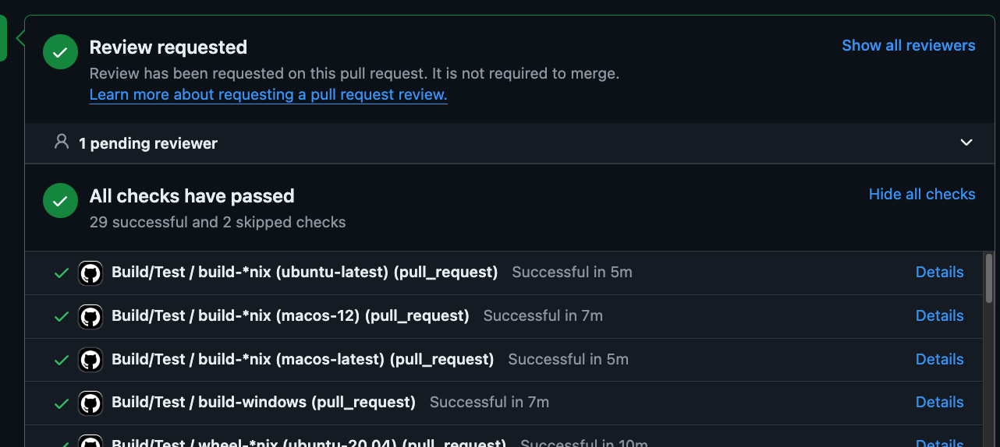 Review requested
Show all reviewers
Review has been requested on this pull request. It is not required to merge.
Learn more about requesting a pull request review.
1 pending reviewer
All checks have passed
Hide all checks
29 successful and 2 skipped checks
Build/Test / build-*nix (ubuntu-latest) (pull_request) Successful in 5m Details
Build/Test / build-*nix (macos-12) (pull_request) Successful in 7m Details
Build/Test / build-*nix (macos-latest) (pull_request) Successful in 5m Details
Build/Test / build-windows (pull_request) Successful in 7m Details
Build/Test / wheel-*nix (ubuntu-20.04) (pull_request) Successful in 10m Details